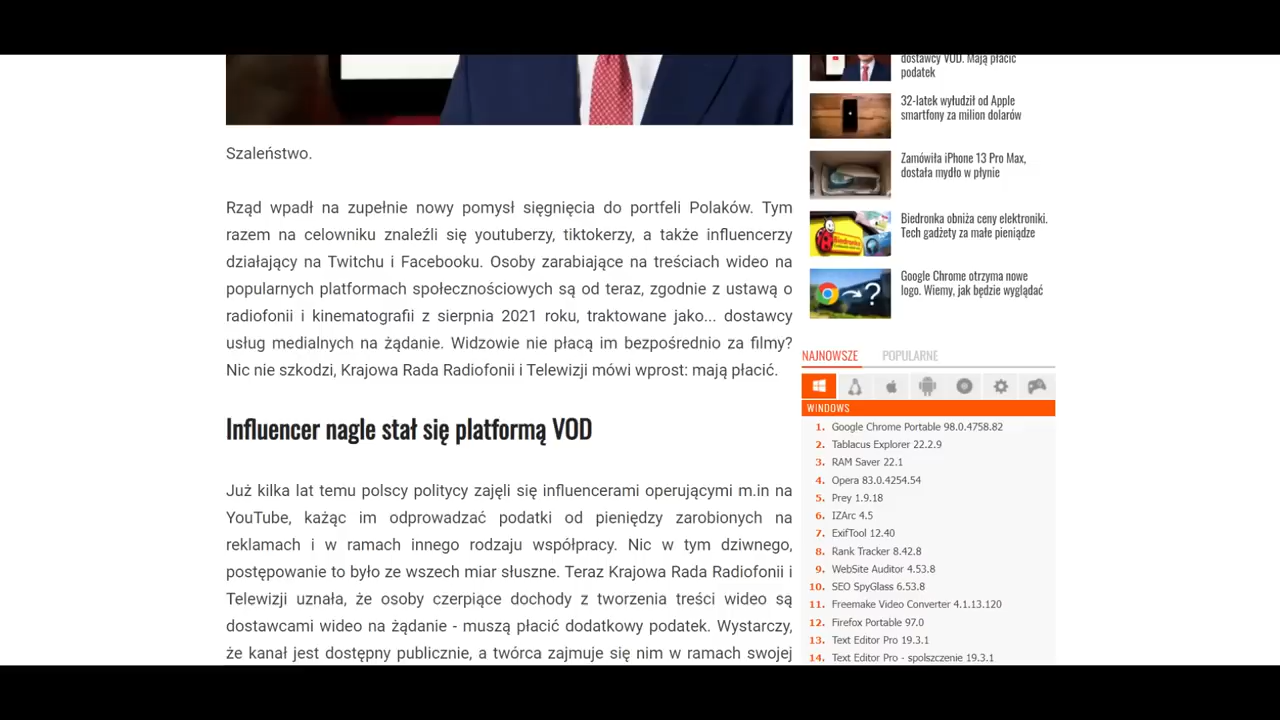 Szaleństwo.
Rząd wpadł na zupełnie nowy pomysł sięgnięcia do portfeli Polaków. Tym
razem na celowniku znaleźli się youtuberzy, tiktokerzy, a także influencerzy
działający na Twitchu i Facebooku. Osoby zarabiające na treściach wideo na
popularnych platformach społecznościowych są od teraz, zgodnie z ustawą o
radiofonii i kinematografii z sierpnia 2021 roku, traktowane jako... dostawcy
usług medialnych na żądanie. Widzowie nie płacą im bezpośrednio za filmy?
Nic nie szkodzi, Krajowa Rada Radiofonii i Telewizji mówi wprost: mają płacić.
Influencer nagle stał się platformą VOD
Już kilka lat temu polscy politycy zajęli się influencerami operującymi m.in na
YouTube, każąc im odprowadzać podatki od pieniędzy zarobionych na
reklamach i w ramach innego rodzaju współpracy. Nic w tym dziwnego,
postępowanie to było ze wszech miar słuszne. Teraz Krajowa Rada Radiofonii i
Telewizji uznała, że osoby czerpiące dochody z tworzenia treści wideo są
dostawcami wideo na żądanie - muszą płacić dodatkowy podatek. Wystarczy,
że kanał jest dostępny publicznie, a twórca zajmuje się nim w ramach swojej
dostawcy VOD. Mają płacić
podatek
32-latek wyłudził od Apple
smartfony za milion dolarów
Zamówiła iPhone 13 Pro Max,
dostała mydło w płynie
Biedronka
Biedronka obniża ceny elektroniki.
Tech gadżety za małe pieniądze
?
Google Chrome otrzyma nowe
logo. Wiemy, jak będzie wyglądać
NAJNOWSZE POPULARNE
WINDOWS
1. Google Chrome Portable 98.0.4758.82
2. Tablacus Explorer 22.2.9
3. RAM Saver 22.1
4. Opera 83.0.4254.54
5. Prey 1.9.18
6. IZArc 4.5
7. ExifTool 12.40
8. Rank Tracker 8.42.8
9. WebSite Auditor 4.53.8
10. SEO SpyGlass 6.53.8
11. Freemake Video Converter 4.1.13.120
12. Firefox Portable 97.0
13. Text Editor Pro 19.3.1
14. Text Editor Pro - spolszczenie 19.3.1